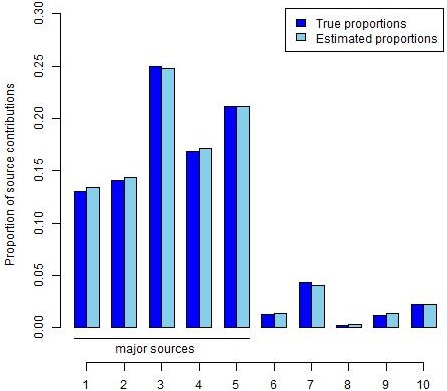 0.30
True proportions
Estimated proportions
0.25
0.20
0.15
0.10
0.05
0.00
Proportion of source contributions
major sources
1 2 3 4 5 6 7 8 9 10